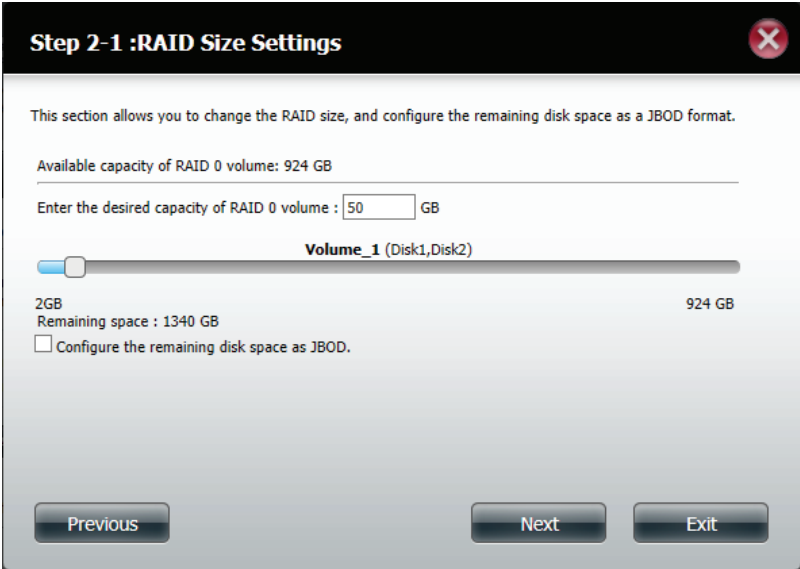 Step 2-1 :RAID Size Settings
This section allows you to change the RAID size, and configure the remaining disk space as a JBOD format.
Available capacity of RAID 0 volume: 924 GB
Enter the desired capacity of RAID 0 volume : 50 GB
Volume_1 (Disk1,Disk2)
2GB 924 GB
Remaining space : 1340 GB
Configure the remaining disk space as JBOD.
Previous Next Exit